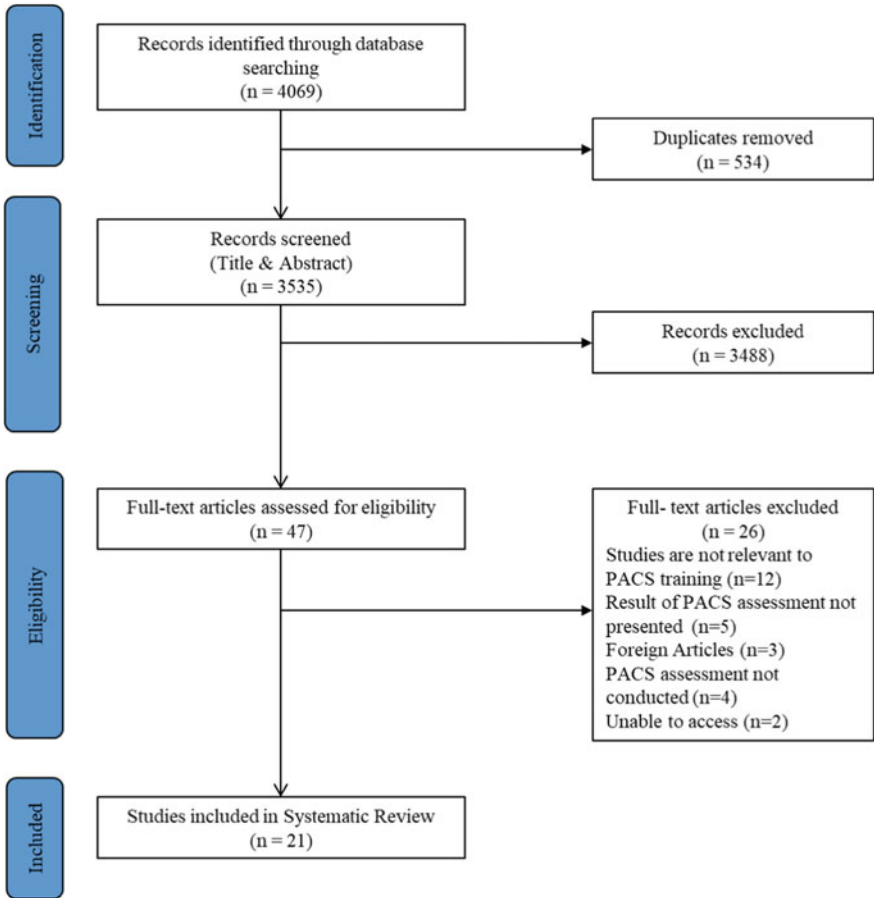 Identification
Records identified through database
searching
(n = 4069)
Duplicates removed
(n = 534)
Screening
Records screened
(Title & Abstract)
(n = 3535)
Records excluded
(n = 3488)
Eligibility
Full-text articles assessed for eligibility
(n = 47)
Full- text articles excluded
(n = 26)
Studies are not relevant to
PACS training (n=12)
Result of PACS assessment not
presented (n=5)
Foreign Articles (n=3)
PACS assessment not
conducted (n=4)
Unable to access (n=2)
Included
Studies included in Systematic Review
(n = 21)